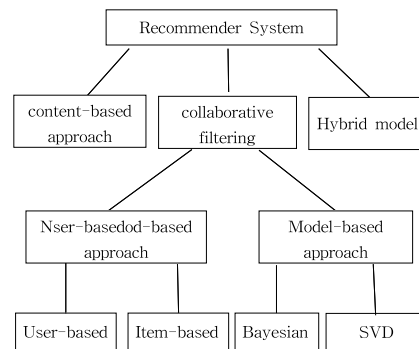 Recommender System
content-based
approach
collaborative
filtering
Hybrid model
Nser-basedod-based
approach
Model-based
approach
User-based
Item-based
Bayesian
SVD